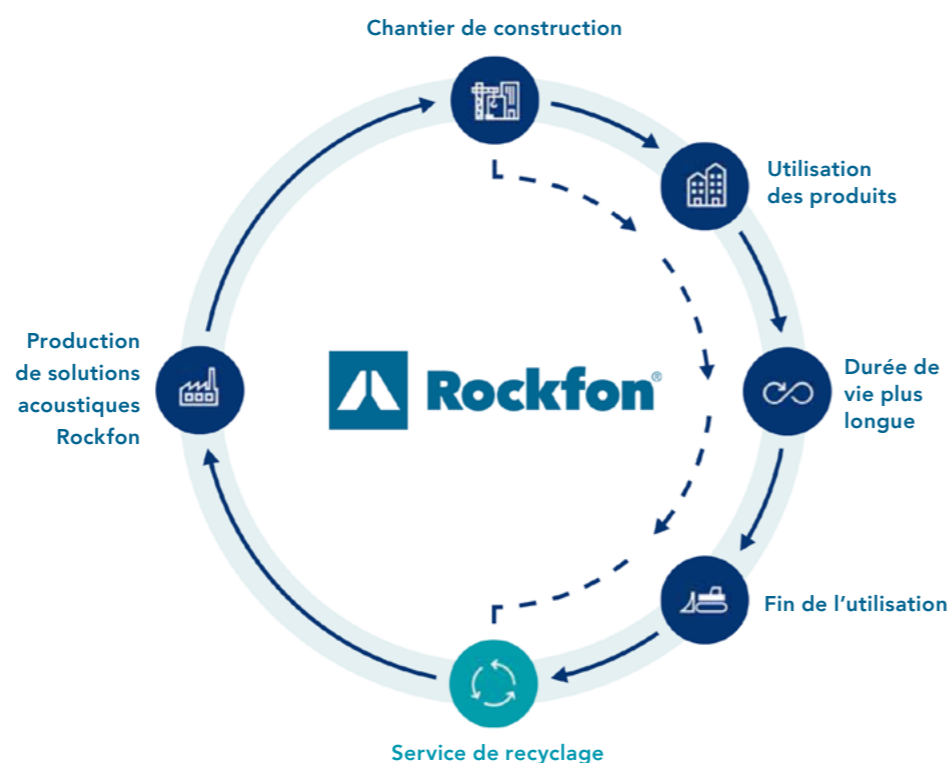 Chantier de construction
Utilisation
des produits
Production
de solutions
acoustiques
Rockfon
Rockfon®
Durée de
vie plus
longue
Fin de l'utilisation
Service de recyclage